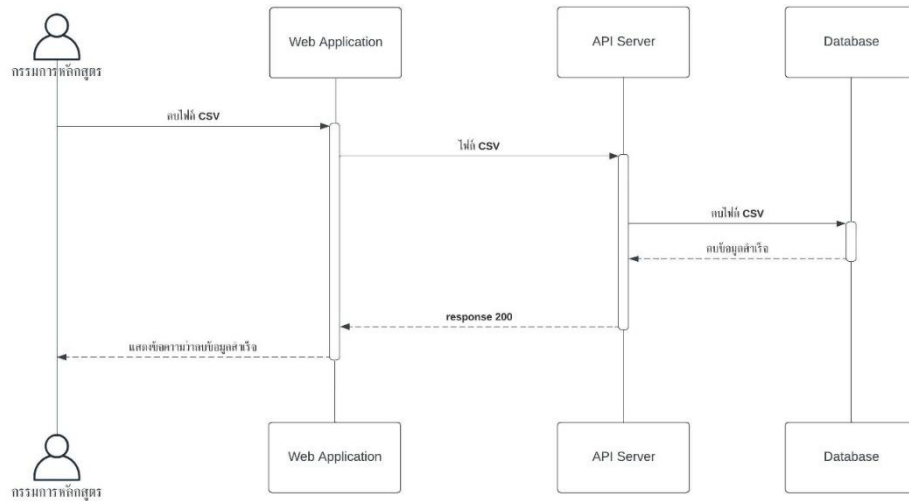 กรรมการหลักสูตร
Web Application
API Server
Database
ลบไฟล์ CSV
ไฟล์ CSV
ลบไฟล์ CSV
ลบข้อมูลสำเร็จ
response 200
แสดงข้อความว่าลบข้อมูลสำเร็จ
กรรมการหลักสูตร
Web Application
API Server
Database